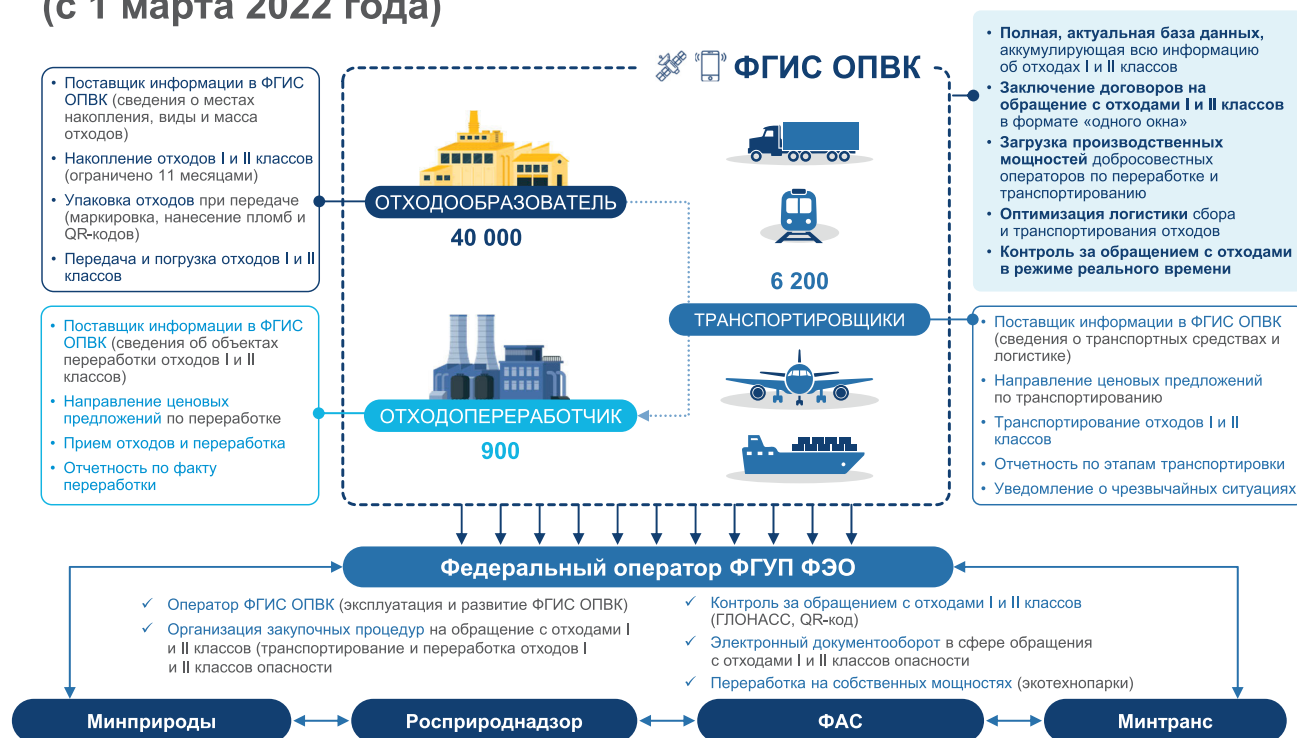 (с 1 марта 2022 года)
ФГИС ОПВК
• Поставщик информации в ФГИС
ОПВК (сведения о местах
накопления, виды и масса
отходов)
• Накопление отходов I и II классов
(ограничено 11 месяцами)
• Упаковка отходов при передаче
(маркировка, нанесение пломб и
QR-кодов)
• Передача и погрузка отходов I и II
классов
ОТХОДООБРАЗОВАТЕЛЬ
40 000
• Полная, актуальная база данных,
аккумулирующая всю информацию
об отходах I и II классов
• Заключение договоров на
обращение с отходами I и II классов
в формате «одного окна»
• Загрузка производственных
мощностей добросовестных
операторов по переработке и
транспортированию
• Оптимизация логистики сбора
и транспортирования отходов
• Контроль за обращением с отходами
в режиме реального времени
6 200
ТРАНСПОРТИРОВЩИКИ
• Поставщик информации в ФГИС
ОПВК (сведения об объектах
переработки отходов I и II
классов)
• Направление ценовых
предложений по переработке
• Прием отходов и переработка
• Отчетность по факту
переработки
ОТХОДОПЕРЕРАБОТЧИК
900
• Поставщик информации в ФГИС ОПВК
(сведения о транспортных средствах и
логистике)
• Направление ценовых предложений
по транспортированию
• Транспортирование отходов I и II
классов
• Отчетность по этапам транспортировки
• Уведомление о чрезвычайных ситуациях
Федеральный оператор ФГУП ФЭО
✓ Оператор ФГИС ОПВК (эксплуатация и развитие ФГИС ОПВК)
✓ Организация закупочных процедур на обращение с отходами I
и II классов (транспортирование и переработка отходов I
и II классов опасности
✓ Контроль за обращением с отходами I и II классов
(ГЛОНАСС, QR-код)
✓ Электронный документооборот в сфере обращения
с отходами I и II классов опасности
✓ Переработка на собственных мощностях (экотехнопарки)
Минприроды
Росприроднадзор
ФАС
Минтранс